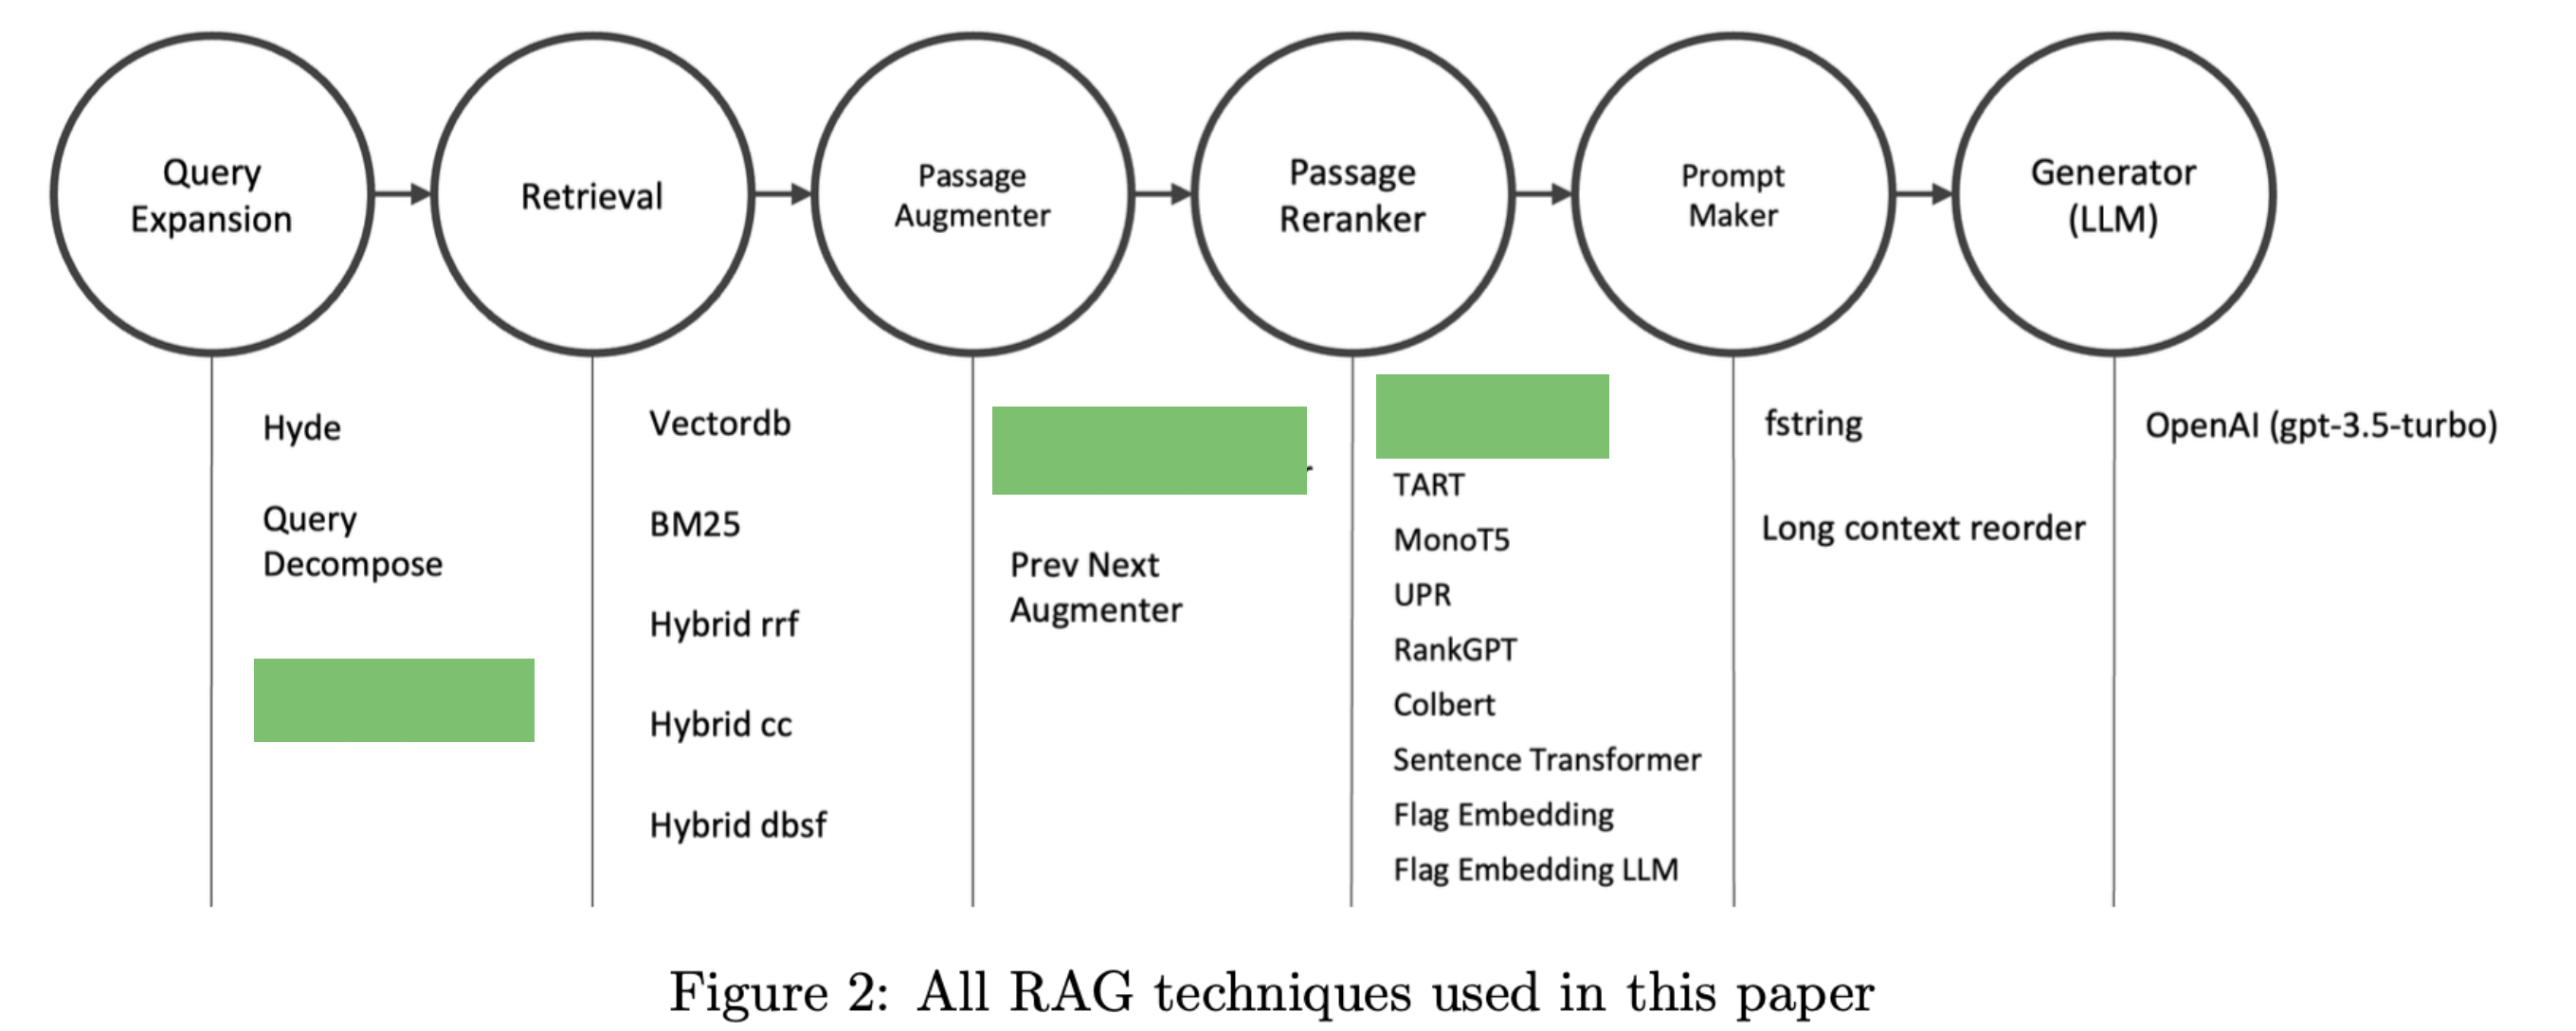 Query
Expansion
Retrieval
Passage
Augmenter
Passage
Reranker
Prompt
Maker
Generator
(LLM)
Hyde
Query
Decompose
Vectordb
BM25
Hybrid rrf
Hybrid cc
Hybrid dbsf
Prev Next
Augmenter
TART
MonoT5
UPR
RankGPT
Colbert
Sentence Transformer
Flag Embedding
Flag Embedding LLM
fstring
Long context reorder
OpenAI (gpt-3.5-turbo)
Figure 2: All RAG techniques used in this paper